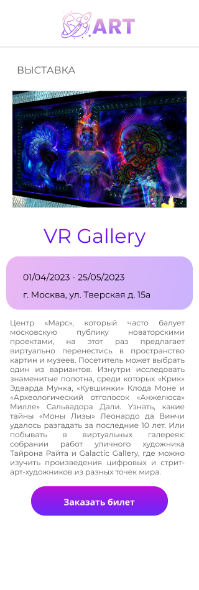 ART
ВЫСТАВКА
VR Gallery
01/04/2023 - 25/05/2023
г. Москва, ул. Тверская д. 15а
Центр «Марс», который часто балует
московскую публику новаторскими
проектами, на этот раз предлагает
виртуально перенестись в пространство
картин и музеев. Посетитель может выбрать
один из вариантов. Изнутри исследовать
знаменитые полотна, среди которых «Крик»
Эдварда Мунка, «Кувшинки» Клода Моне и
«Археологический отголосок «Анжелюса»
Милле» Сальвадора Дали. Узнать, какие
тайны «Моны Лизы» Леонардо да Винчи
удалось разгадать за последние 10 лет. Или
побывать в виртуальных галереях:
собрании работ уличного художника
Тайрона Райта и Galactic Gallery, где можно
изучить произведения цифровых и стрит-
арт-художников из разных точек мира.
Заказать билет